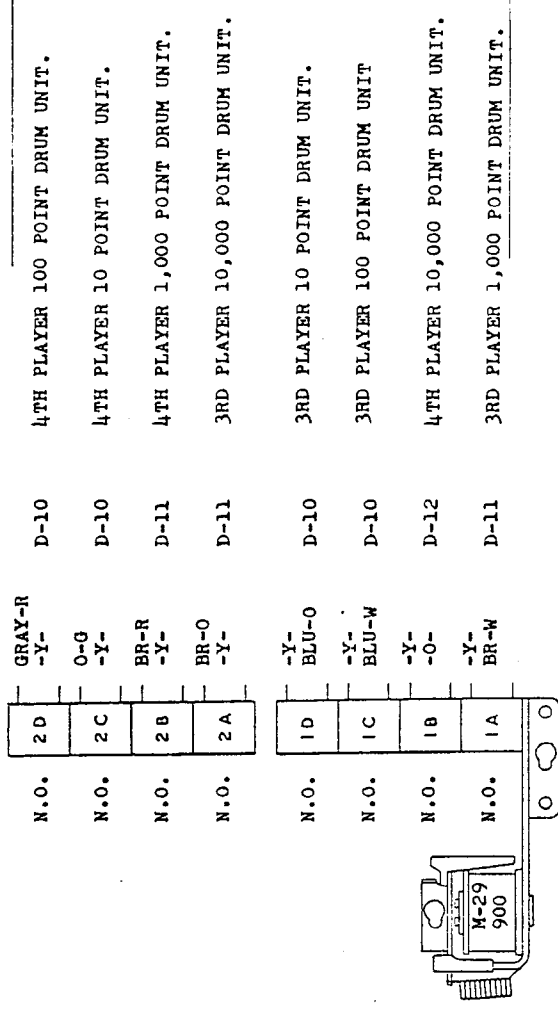 N.O. 2D GRAY-R D-10 4TH PLAYER 100 POINT DRUM UNIT.
-Y-
N.O. 2C O-G D-10 4TH PLAYER 10 POINT DRUM UNIT.
-Y-
N.O. 2B BR-R D-11 4TH PLAYER 1,000 POINT DRUM UNIT.
-Y-
N.O. 2A BR-O D-11 3RD PLAYER 10,000 POINT DRUM UNIT.
-Y-
N.O. 1D -Y- D-10 3RD PLAYER 10 POINT DRUM UNIT.
BLU-O
N.O. 1C -Y- D-10 3RD PLAYER 100 POINT DRUM UNIT
BLU-W
N.O. 1B -Y- D-12 4TH PLAYER 10,000 POINT DRUM UNIT.
-O-
N.O. 1A -Y- D-11 3RD PLAYER 1,000 POINT DRUM UNIT.
BR-W
M-29
900